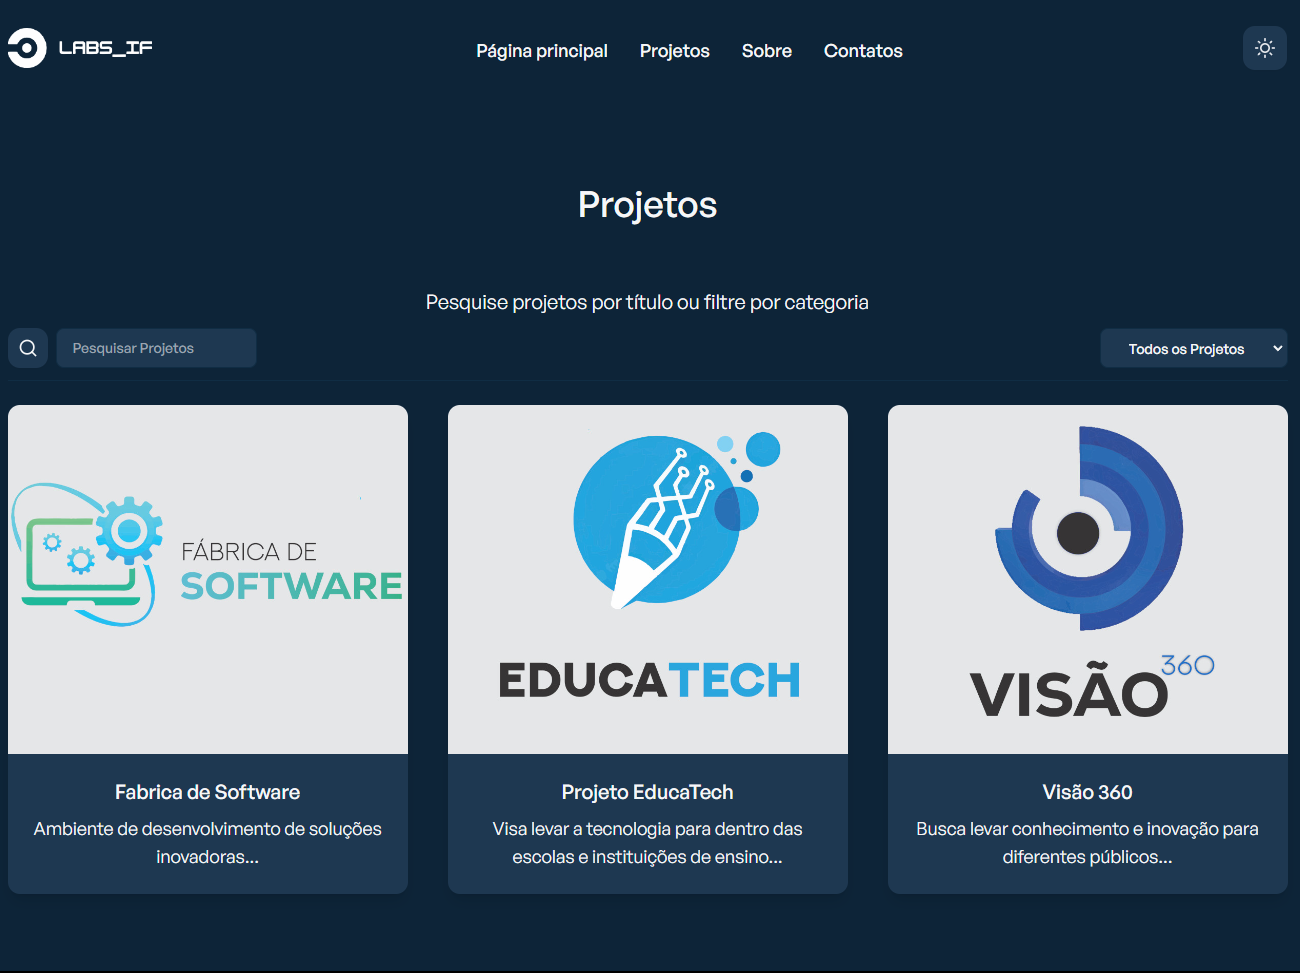 LABS_IF
Página principal Projetos Sobre Contatos
Projetos
Pesquise projetos por título ou filtre por categoria
Pesquisar Projetos
Todos os Projetos
FÁBRICA DE
SOFTWARE
Fabrica de Software
Ambiente de desenvolvimento de soluções
inovadoras...
EDUCATECH
Projeto EducaTech
Visa levar a tecnologia para dentro das
escolas e instituições de ensino...
VISÃO 360
Visão 360
Busca levar conhecimento e inovação para
diferentes públicos...